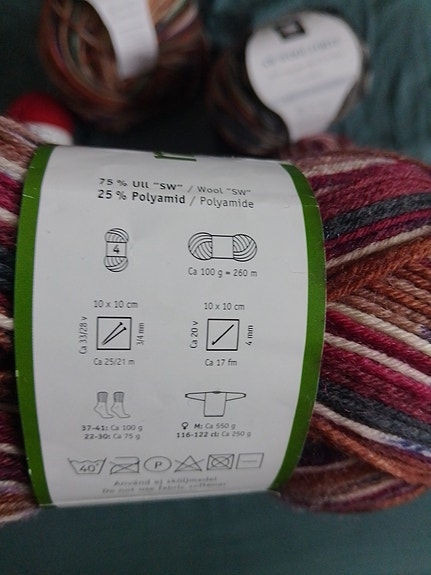 75 % Ull "SW" / Wool "SW"
25 % Polyamid / Polyamide
4
Ca 100 g = 260 m
10 x 10 cm
Ca 33/28 v
3/4 mm
Ca 25/21 m
10 x 10 cm
Ca 20 v
4 mm
Ca 17 fm
37-41: Ca 100 g
22-30: Ca 75 g
M: Ca 550 g
116-122 cl: Ca 250 g
40°
P
Använd ej sköljmedel
Do not use fabric softener